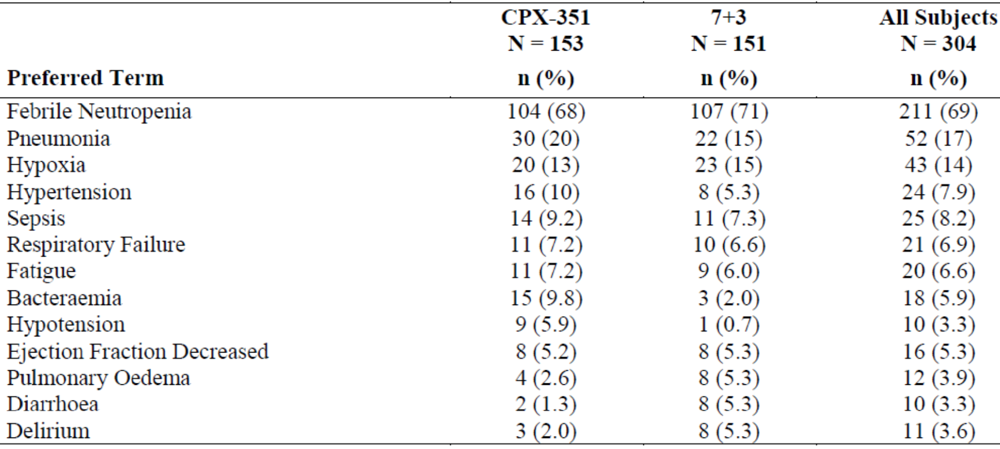 CPX-351 7+3 All Subjects
N = 153 N = 151 N = 304
Preferred Term n (%) n (%) n (%)
Febrile Neutropenia 104 (68) 107 (71) 211 (69)
Pneumonia 30 (20) 22 (15) 52 (17)
Hypoxia 20 (13) 23 (15) 43 (14)
Hypertension 16 (10) 8 (5.3) 24 (7.9)
Sepsis 14 (9.2) 11 (7.3) 25 (8.2)
Respiratory Failure 11 (7.2) 10 (6.6) 21 (6.9)
Fatigue 11 (7.2) 9 (6.0) 20 (6.6)
Bacteraemia 15 (9.8) 3 (2.0) 18 (5.9)
Hypotension 9 (5.9) 1 (0.7) 10 (3.3)
Ejection Fraction Decreased 8 (5.2) 8 (5.3) 16 (5.3)
Pulmonary Oedema 4 (2.6) 8 (5.3) 12 (3.9)
Diarrhoea 2 (1.3) 8 (5.3) 10 (3.3)
Delirium 3 (2.0) 8 (5.3) 11 (3.6)